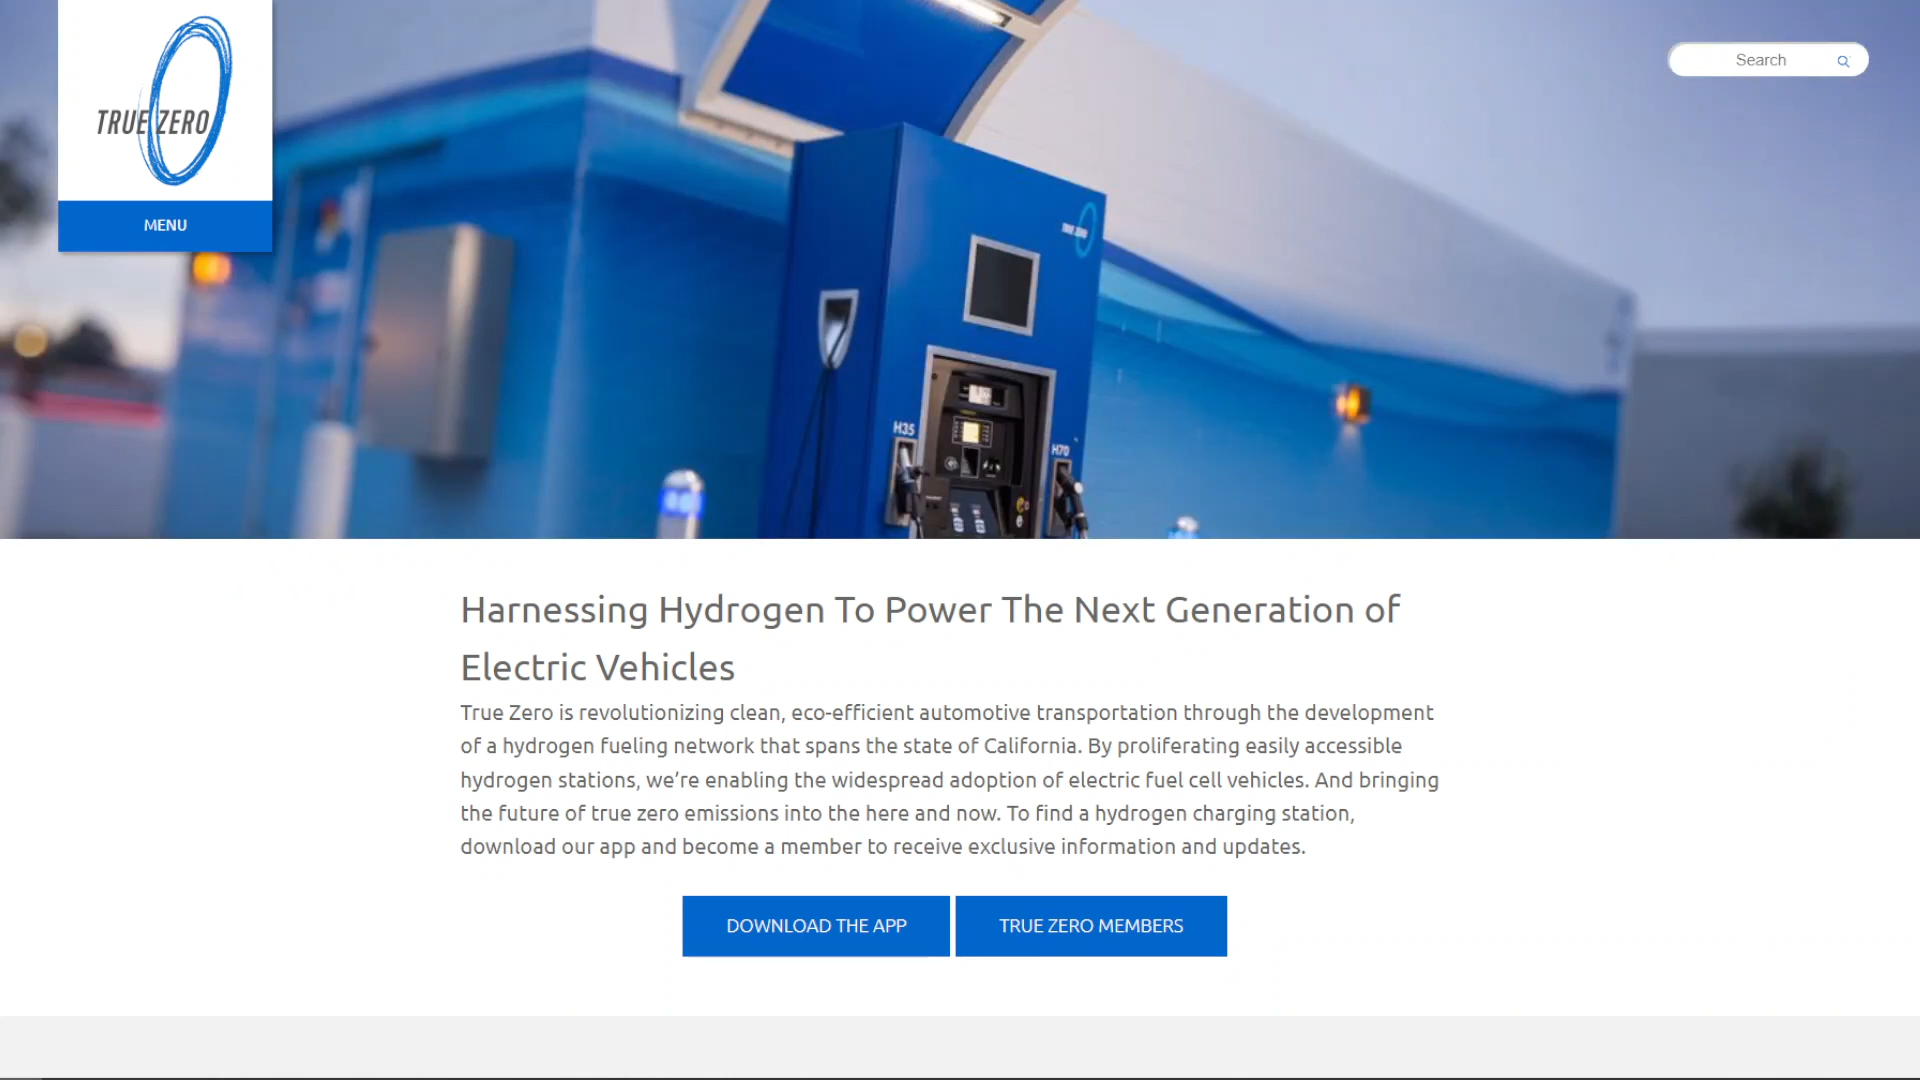 TRUE ZERO
MENU
Search
TRUE ZERO
H35
H70
Harnessing Hydrogen To Power The Next Generation of
Electric Vehicles
True Zero is revolutionizing clean, eco-efficient automotive transportation through the development
of a hydrogen fueling network that spans the state of California. By proliferating easily accessible
hydrogen stations, we’re enabling the widespread adoption of electric fuel cell vehicles. And bringing
the future of true zero emissions into the here and now. To find a hydrogen charging station,
download our app and become a member to receive exclusive information and updates.
DOWNLOAD THE APP
TRUE ZERO MEMBERS